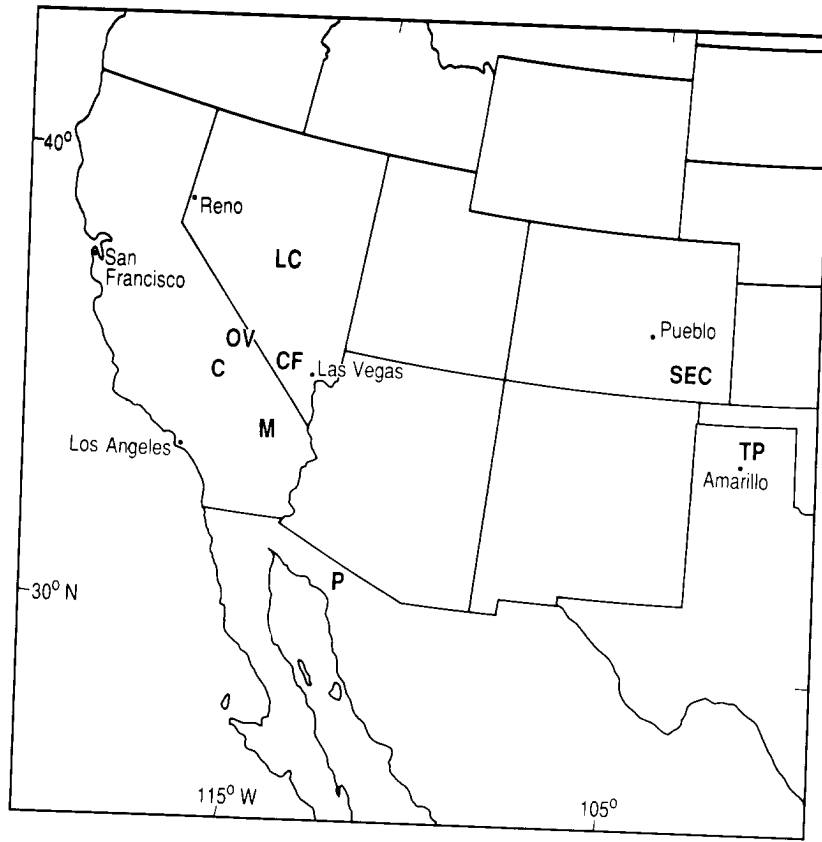 40°
Reno
San
Francisco
LC
OV
C
CF
Las Vegas
Pueblo
SEC
M
Los Angeles
TP
Amarillo
30° N
P
115° W
105°